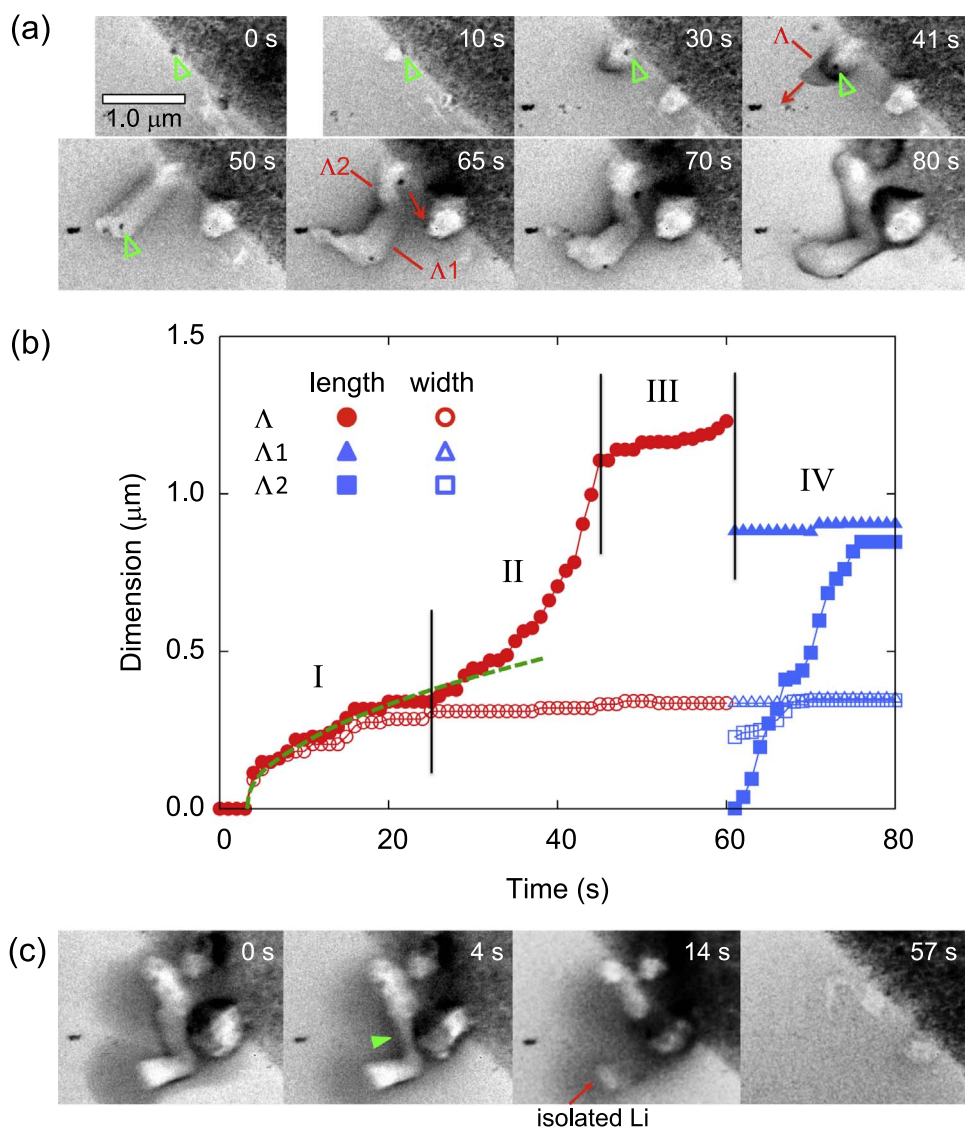 (a)
0 s
10 s
30 s
41 s
Λ
1.0 μm
50 s
65 s
70 s
80 s
Λ2
Λ1
(b)
1.5
1.0
0.5
0.0
Dimension (μm)
length width
Λ
Λ1
Λ2
I
II
III
IV
0 20 40 60 80
Time (s)
(c)
0 s
4 s
14 s
57 s
isolated Li